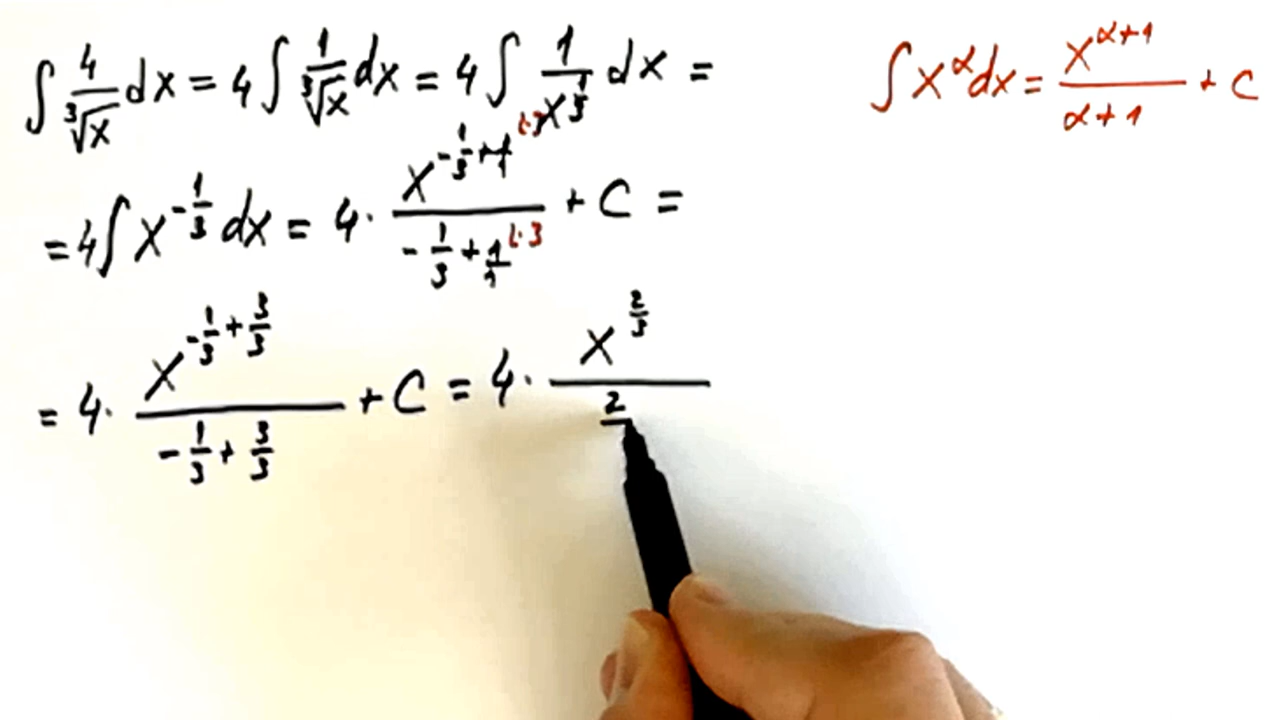 ∫ 4/∛x dx = 4 ∫ 1/∛x dx = 4 ∫ 1/x^(1/3) dx =
∫ x^α dx = x^(α+1)/(α+1) + C
= 4 ∫ x^(-1/3) dx = 4 · x^(-1/3+1)/(-1/3+1/1) + C =
= 4 · x^(-1/3+3/3)/(-1/3+3/3) + C = 4 · x^(2/3)/2